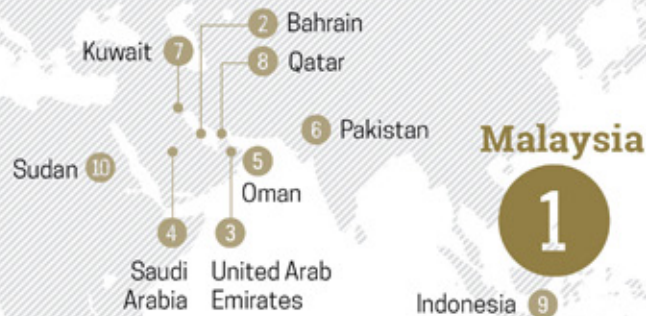 2 Bahrain
Kuwait 7
8 Qatar
6 Pakistan
Malaysia
1
Sudan 10
5
Oman
4
3
Saudi
Arabia
United Arab
Emirates
Indonesia 9